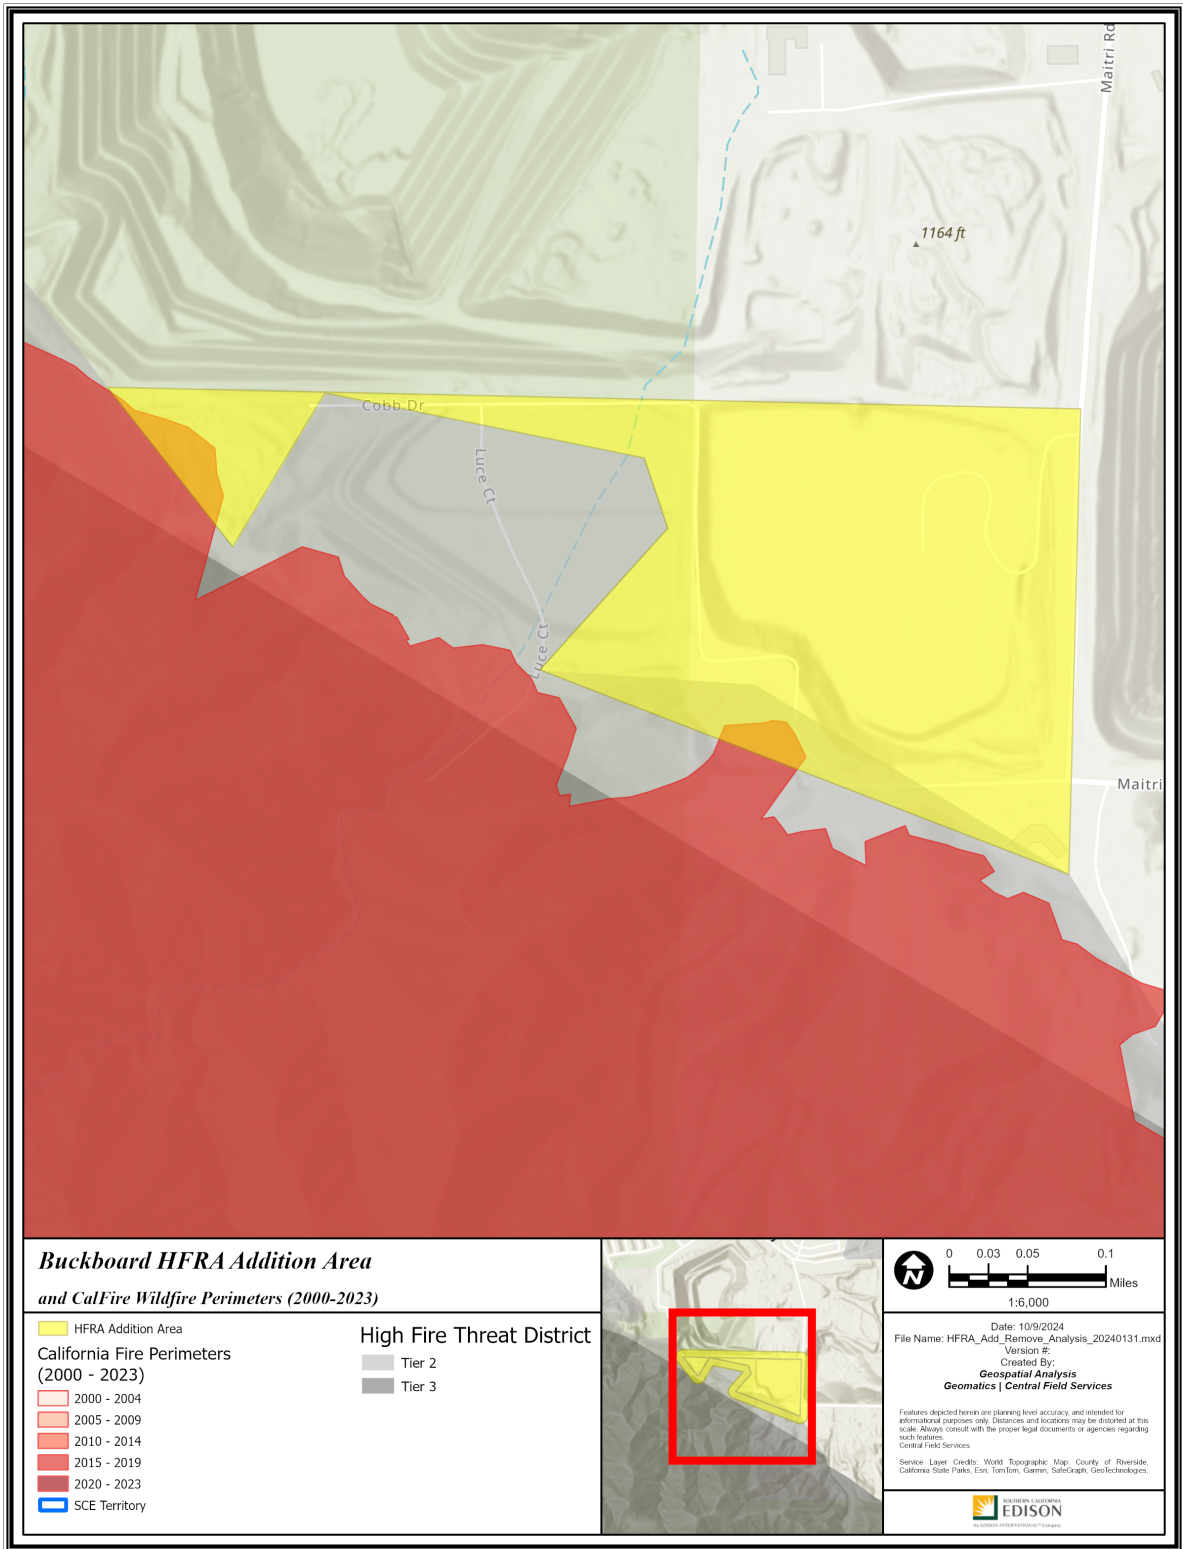 Maitri Rd
1164 ft
Cobb Dr
Luce Ct
Luce Ct
Maitri
Buckboard HFRA Addition Area
and CalFire Wildfire Perimeters (2000-2023)
HFRA Addition Area
California Fire Perimeters
(2000 - 2023)
2000 - 2004
2005 - 2009
2010 - 2014
2015 - 2019
2020 - 2023
SCE Territory
High Fire Threat District
Tier 2
Tier 3
N
0 0.03 0.05 0.1
Miles
1:6,000
Date: 10/9/2024
File Name: HFRA_Add_Remove_Analysis_20240131.mxd
Version #:
Created By:
Geospatial Analysis
Geomatics | Central Field Services
Features depicted herein are planning level accuracy, and intended for
informational purposes only. Distances and locations may be distorted at this
scale. Always consult with the proper legal documents or agencies regarding
such features.
Central Field Services
Service Layer Credits: World Topographic Map: County of Riverside,
California State Parks, Esri, TomTom, Garmin, SafeGraph, GeoTechnologies,
SOUTHERN CALIFORNIA
EDISON
An EDISON INTERNATIONAL™ Company